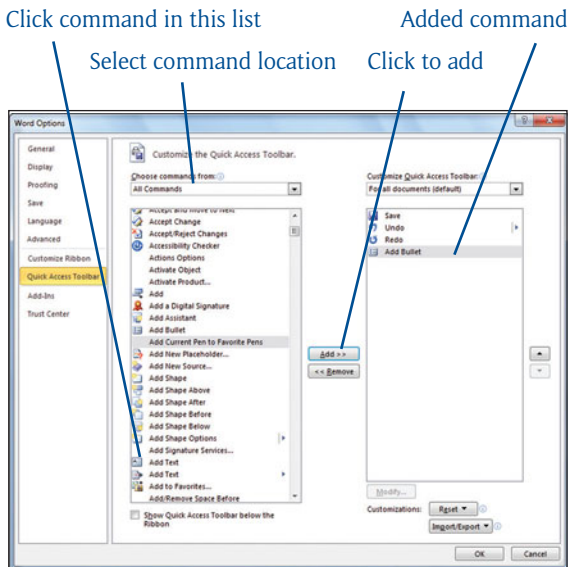 Click command in this list
Added command
Select command location
Click to add
Word Options
General
Display
Proofing
Save
Language
Advanced
Customize Ribbon
Quick Access Toolbar
Add-Ins
Trust Center
Customize the Quick Access Toolbar.
Choose commands from:
All Commands
Accept and Move to Next
Accept Change
Accept/Reject Changes
Accessibility Checker
Actions Options
Activate Object
Activate Product...
Add
Add a Digital Signature
Add Assistant
Add Bullet
Add Current Pen to Favorite Pens
Add New Placeholder...
Add New Source...
Add Shape
Add Shape Above
Add Shape After
Add Shape Before
Add Shape Below
Add Shape Options
Add Signature Services...
Add Text
Add Text
Add to Favorites...
Add/Remove Space Before
Show Quick Access Toolbar below the
Ribbon
Add >>
<< Remove
Customize Quick Access Toolbar:
For all documents (default)
Save
Undo
Redo
Add Bullet
Modify...
Customizations:
Reset
Import/Export
OK
Cancel